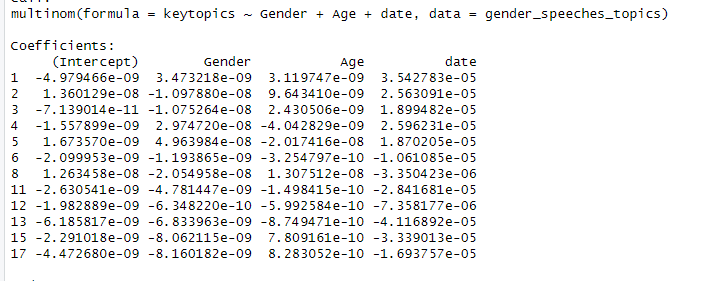 multinom(formula = keytopics ~ Gender + Age + date, data = gender_speeches_topics)
Coefficients:
(Intercept) Gender Age date
1 -4.979466e-09 3.473218e-09 3.119747e-09 3.542783e-05
2 1.360129e-08 -1.097880e-08 9.643410e-09 2.563091e-05
3 -7.139014e-11 -1.075264e-08 2.430506e-09 1.899482e-05
4 -1.557899e-09 2.974720e-08 -4.042829e-09 2.596231e-05
5 1.673570e-09 4.963984e-08 -2.017416e-08 1.870205e-05
6 -2.099953e-09 -1.193865e-09 -3.254797e-10 -1.061085e-05
8 1.263458e-08 -2.054958e-08 1.307512e-08 -3.350423e-06
11 -2.630541e-09 -4.781447e-09 -1.498415e-10 -2.841681e-05
12 -1.982889e-09 -6.348220e-10 -5.992584e-10 -7.358177e-06
13 -6.185817e-09 -6.833963e-09 -8.749471e-10 -4.116892e-05
15 -2.291018e-09 -8.062115e-09 7.809161e-10 -3.339013e-05
17 -4.472680e-09 -8.160182e-09 8.283052e-10 -1.693757e-05